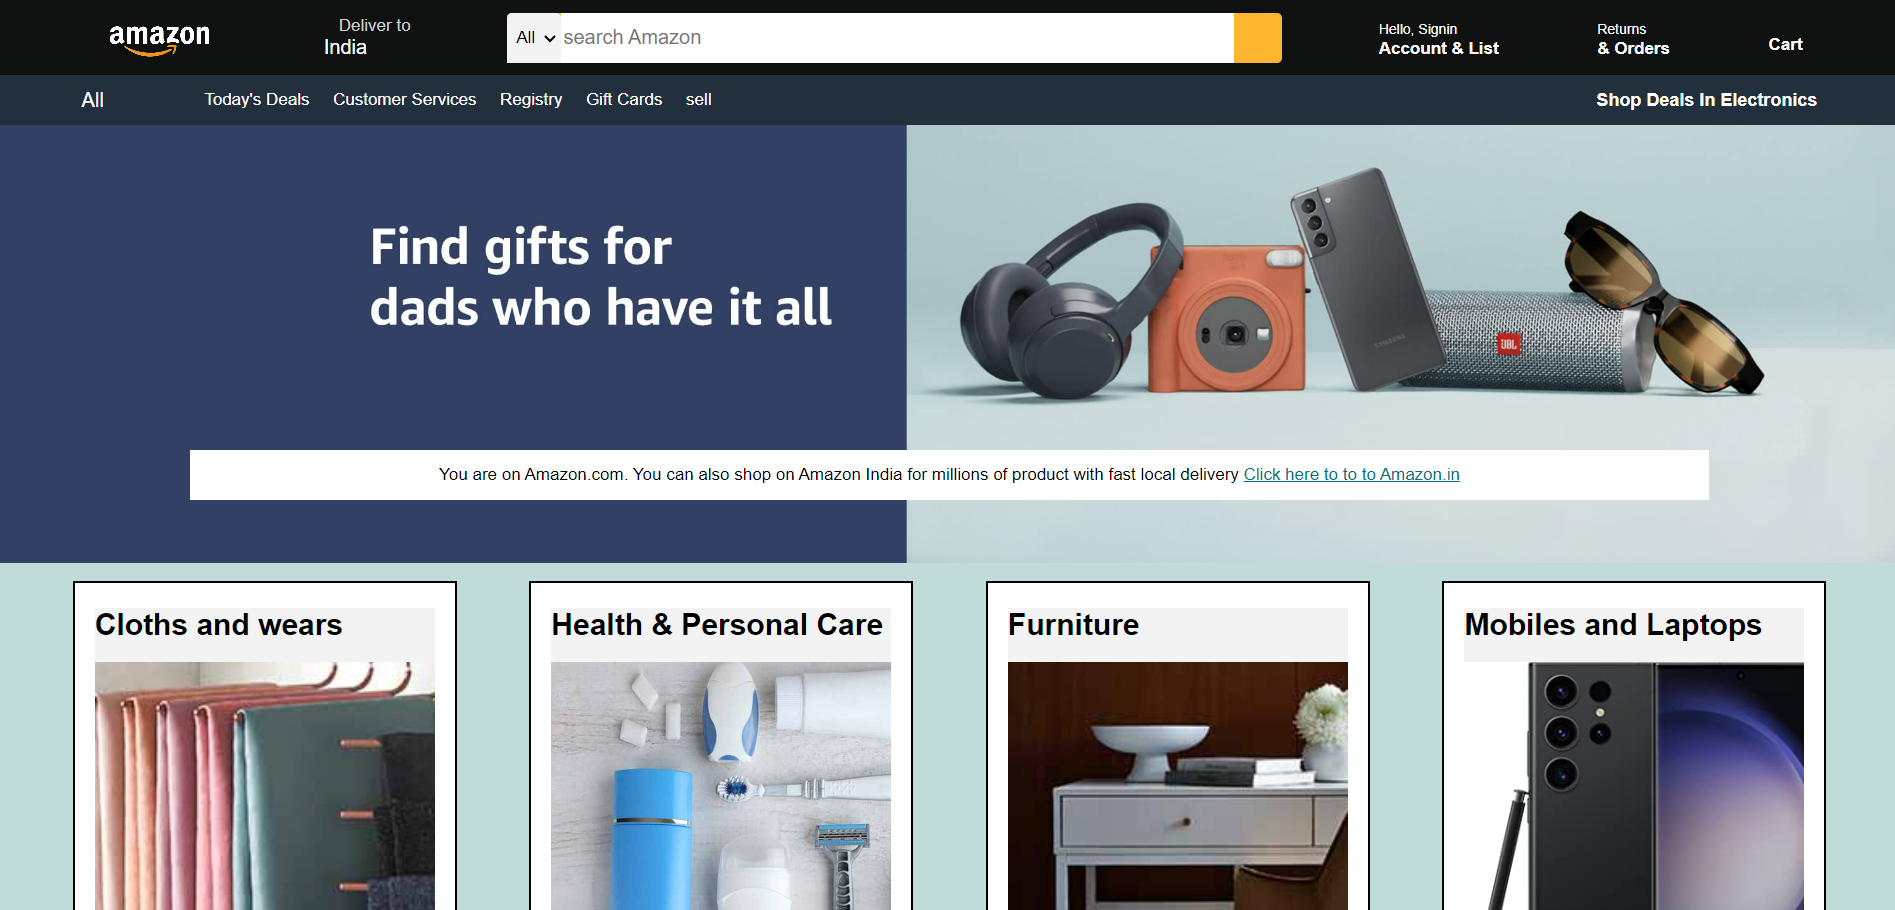 amazon
Deliver to
India
All
search Amazon
Hello, Signin
Account & List
Returns
& Orders
Cart
All
Today's Deals
Customer Services
Registry
Gift Cards
sell
Shop Deals In Electronics
Find gifts for
dads who have it all
SAMSUNG
JBL
You are on Amazon.com. You can also shop on Amazon India for millions of product with fast local delivery Click here to to to Amazon.in
Cloths and wears
Health & Personal Care
Furniture
Mobiles and Laptops